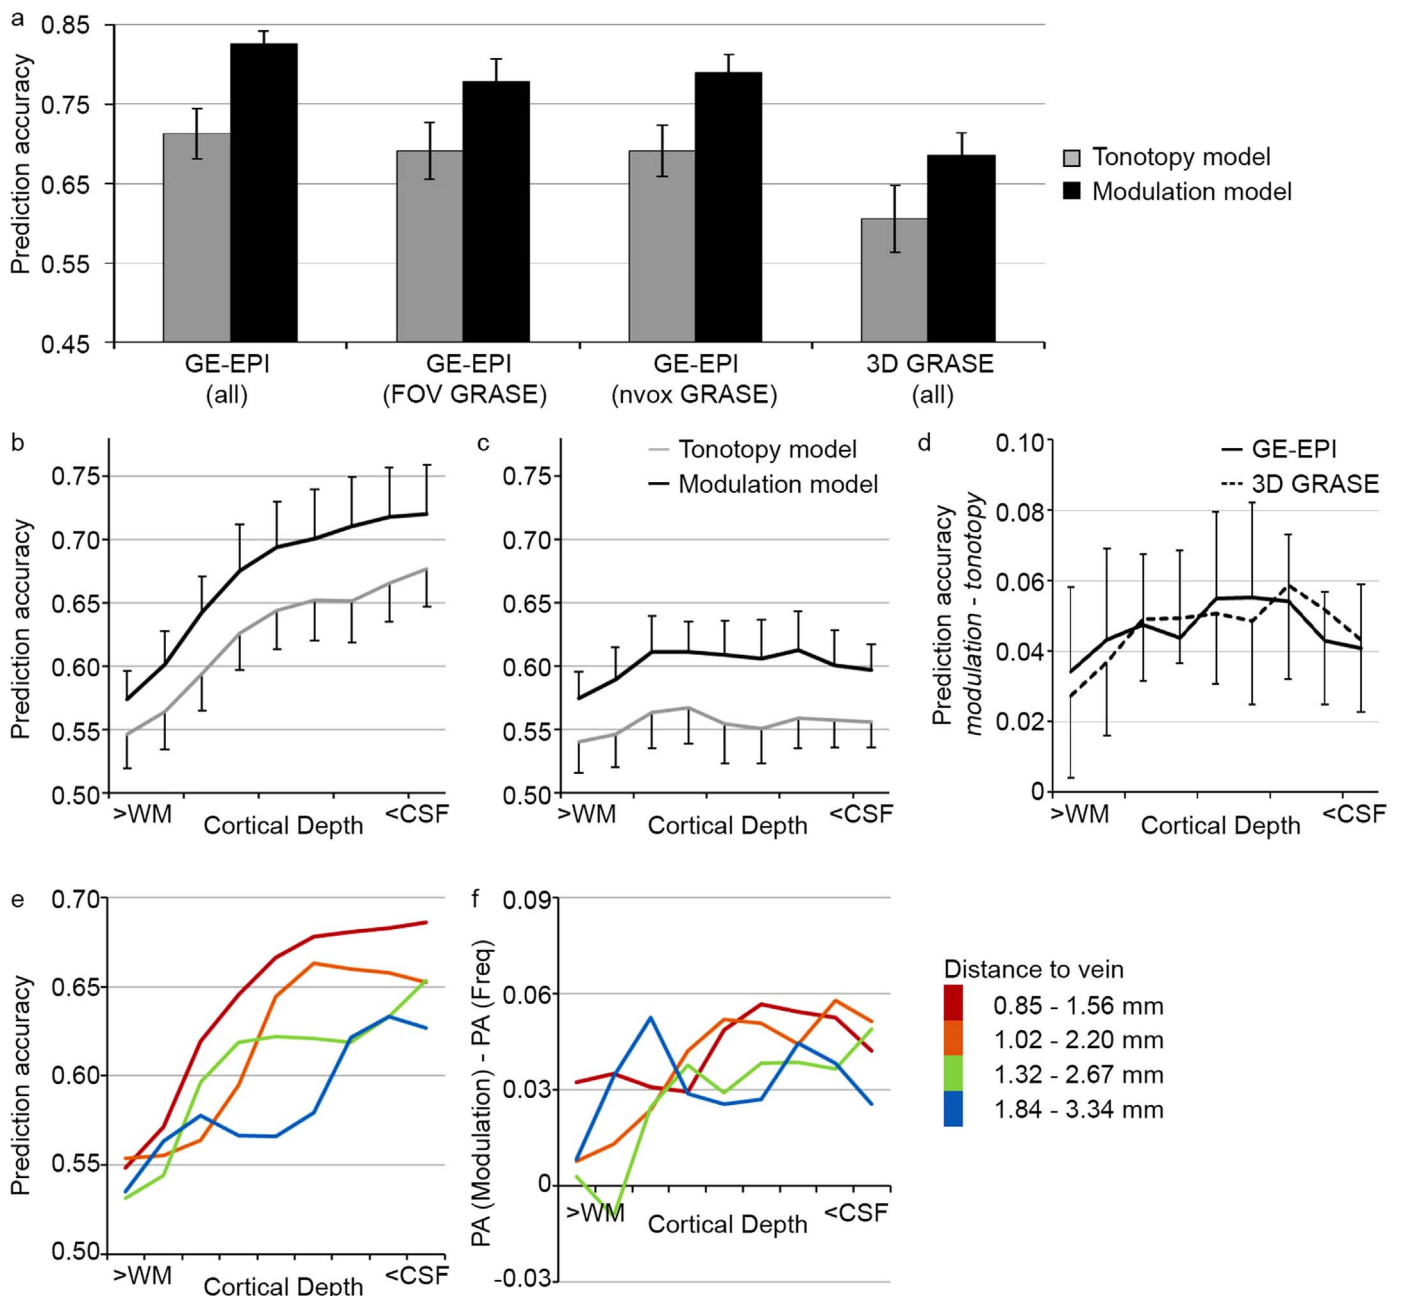 a
Prediction accuracy
0.85
0.75
0.65
0.55
0.45
GE-EPI
(all)
GE-EPI
(FOV GRASE)
GE-EPI
(nvox GRASE)
3D GRASE
(all)
Tonotopy model
Modulation model
b
Prediction accuracy
0.75
0.70
0.65
0.60
0.55
0.50
>WM
Cortical Depth
<CSF
c
Tonotopy model
Modulation model
0.75
0.70
0.65
0.60
0.55
0.50
>WM
Cortical Depth
<CSF
d
Prediction accuracy
modulation - tonotopy
0.10
0.08
0.06
0.04
0.02
0
GE-EPI
3D GRASE
>WM
Cortical Depth
<CSF
e
Prediction accuracy
0.70
0.65
0.60
0.55
0.50
>WM
Cortical Depth
<CSF
f
PA (Modulation) - PA (Freq)
0.09
0.06
0.03
0
-0.03
>WM
Cortical Depth
<CSF
Distance to vein
0.85 - 1.56 mm
1.02 - 2.20 mm
1.32 - 2.67 mm
1.84 - 3.34 mm